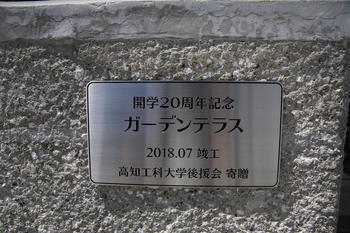 開学20周年記念
ガーデンテラス
2018.07 竣工
高知工科大学後援会 寄贈